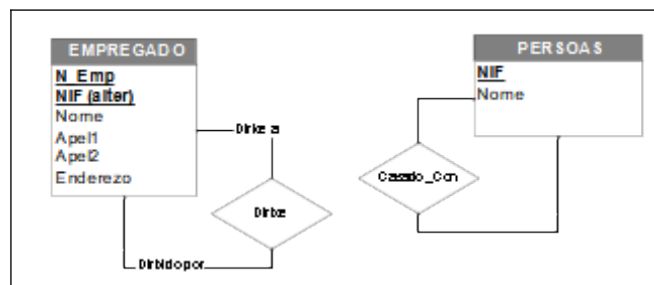 EMPREGADO
N_Emp
NIF (alter)
Nome
Apel1
Apel2
Enderezo
Dirixe a
Dirixe
Dirixido por
PERSOAS
NIF
Nome
Casado_Con